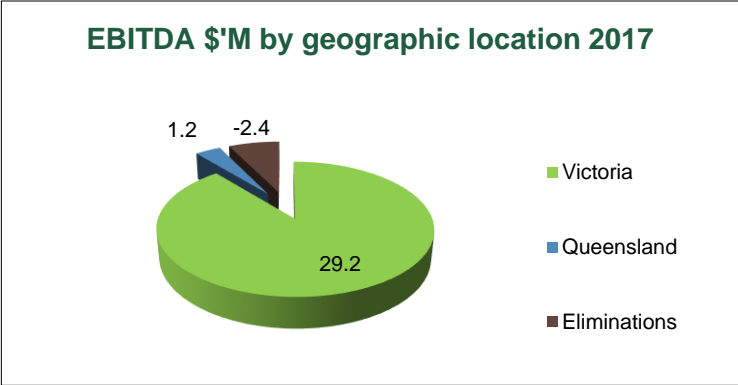 EBITDA $'M by geographic location 2017
1.2
-2.4
29.2
Victoria
Queensland
Eliminations